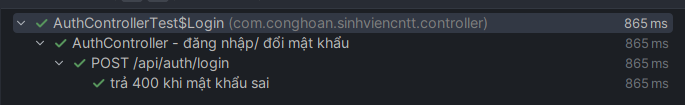 AuthControllerTest$Login (com.conghoan.sinhviencntt.controller) 865 ms
AuthController - đăng nhập/ đổi mật khẩu 865 ms
POST /api/auth/login 865 ms
trả 400 khi mật khẩu sai 865 ms